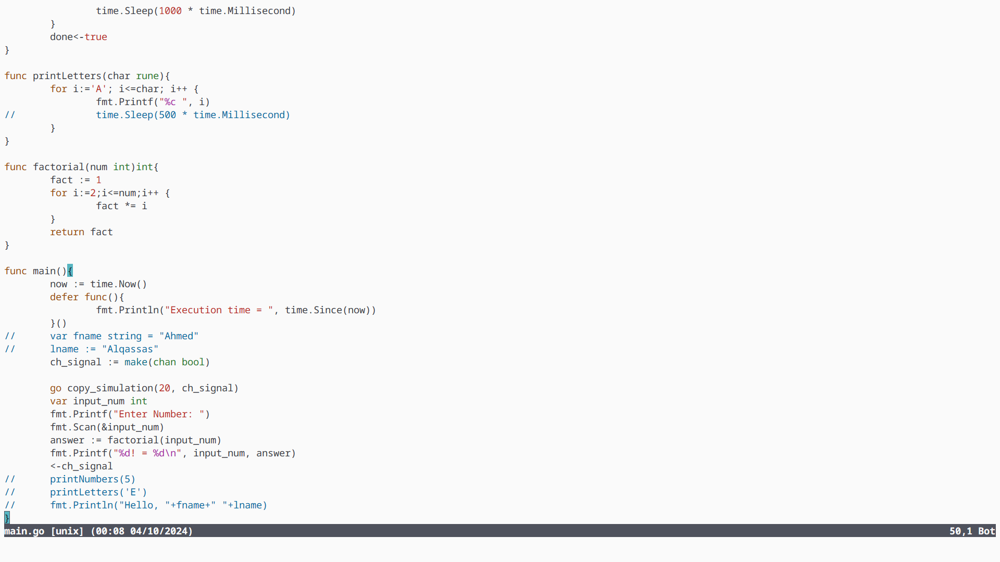 time.Sleep(1000 * time.Millisecond)
        }
        done<-true
}

func printLetters(char rune){
        for i:='A'; i<=char; i++ {
                fmt.Printf("%c ", i)
//              time.Sleep(500 * time.Millisecond)
        }
}

func factorial(num int)int{
        fact := 1
        for i:=2;i<=num;i++ {
                fact *= i
        }
        return fact
}

func main(){
        now := time.Now()
        defer func(){
                fmt.Println("Execution time = ", time.Since(now))
        }()
//      var fname string = "Ahmed"
//      lname := "Alqassas"
        ch_signal := make(chan bool)

        go copy_simulation(20, ch_signal)
        var input_num int
        fmt.Printf("Enter Number: ")
        fmt.Scan(&input_num)
        answer := factorial(input_num)
        fmt.Printf("%d! = %d\n", input_num, answer)
        <-ch_signal
//      printNumbers(5)
//      printLetters('E')
//      fmt.Println("Hello, "+fname+" "+lname)
}
main.go [unix] (00:08 04/10/2024) 50,1 Bot